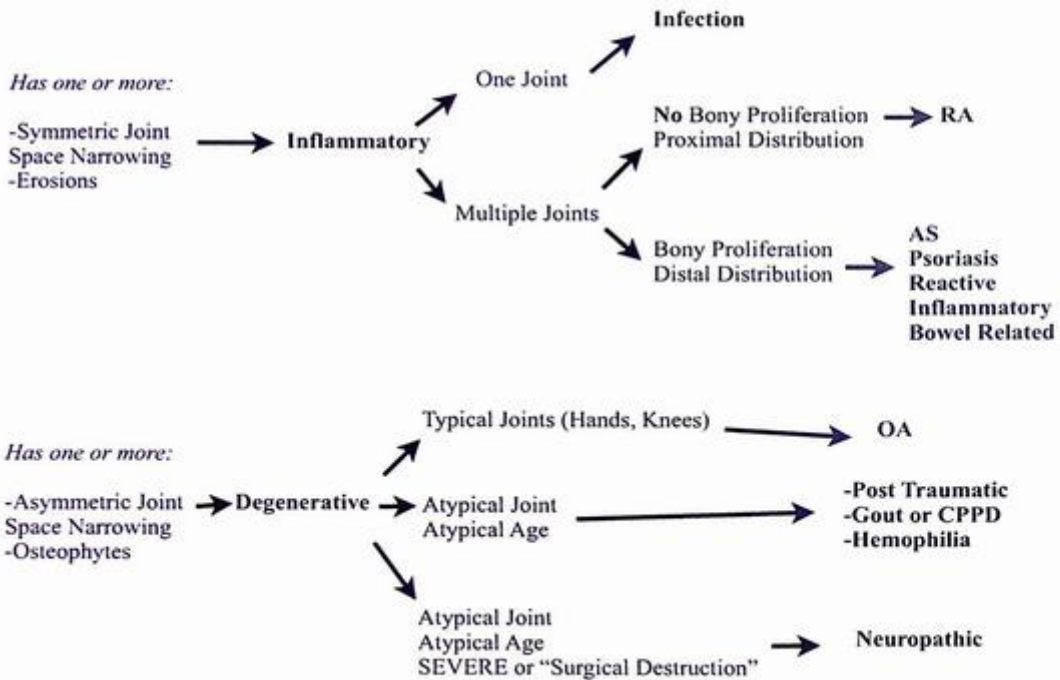 Has one or more:
-Symmetric Joint
Space Narrowing
-Erosions
Inflammatory
One Joint
Infection
Multiple Joints
No Bony Proliferation
Proximal Distribution
RA
Bony Proliferation
Distal Distribution
AS
Psoriasis
Reactive
Inflammatory
Bowel Related
Has one or more:
-Asymmetric Joint
Space Narrowing
-Osteophytes
Degenerative
Typical Joints (Hands, Knees)
OA
Atypical Joint
Atypical Age
-Post Traumatic
-Gout or CPPD
-Hemophilia
Atypical Joint
Atypical Age
SEVERE or “Surgical Destruction”
Neuropathic